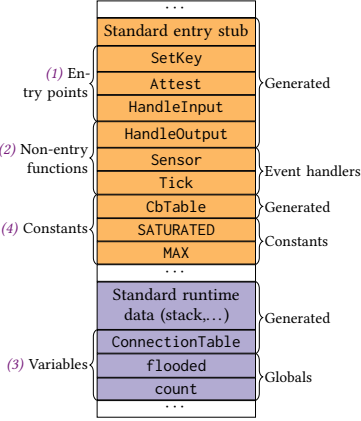 ...
Standard entry stub
SetKey
(1) En-
try points
Attest
Generated
HandleInput
HandleOutput
(2) Non-entry
functions
Sensor
Event handlers
Tick
CbTable
Generated
(4) Constants
SATURATED
Constants
MAX
...
Standard runtime
data (stack,...)
Generated
ConnectionTable
(3) Variables
flooded
Globals
count
...